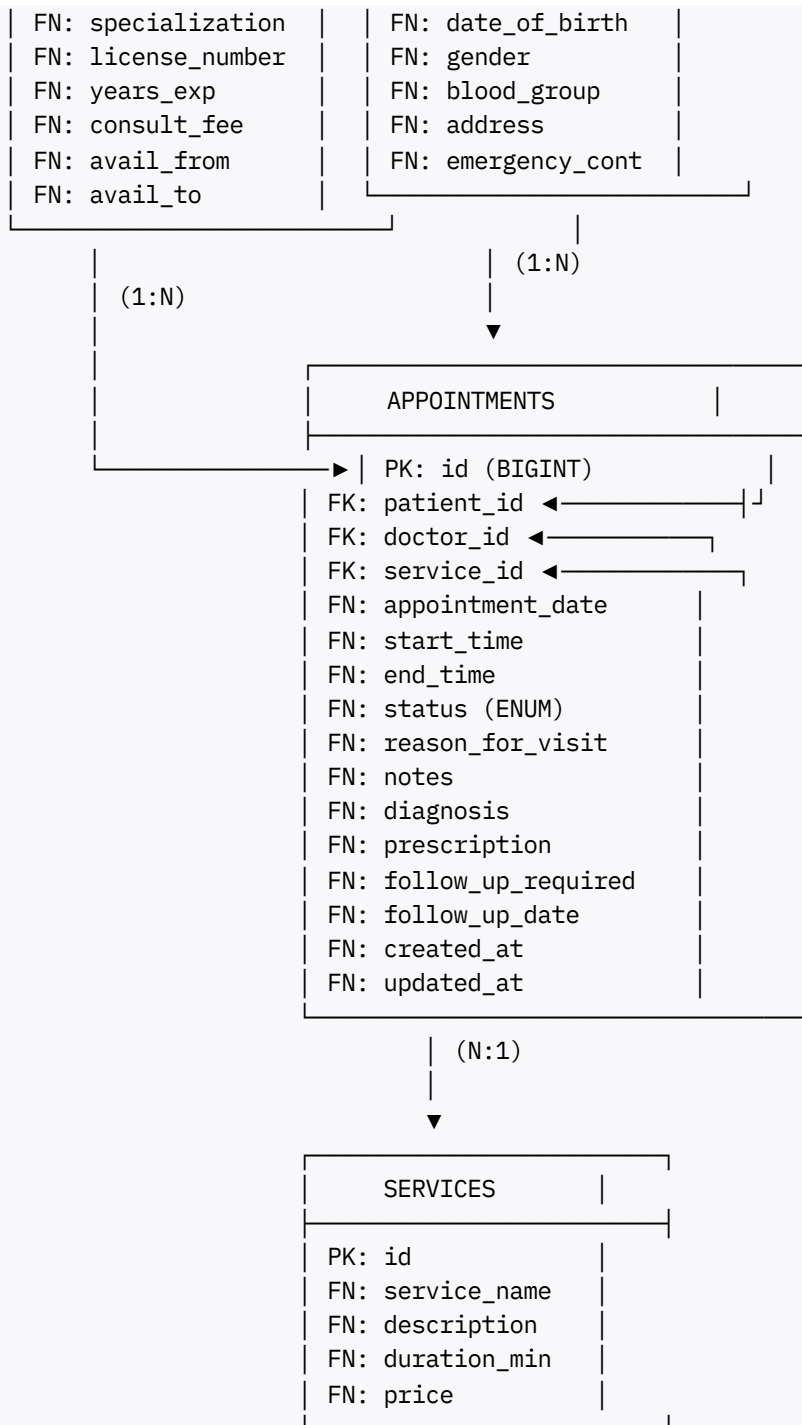 FN: specialization FN: date_of_birth
FN: license_number FN: gender
FN: years_exp FN: blood_group
FN: consult_fee FN: address
FN: avail_from FN: emergency_cont
FN: avail_to
(1:N)
(1:N)
APPOINTMENTS
PK: id (BIGINT)
FK: patient_id
FK: doctor_id
FK: service_id
FN: appointment_date
FN: start_time
FN: end_time
FN: status (ENUM)
FN: reason_for_visit
FN: notes
FN: diagnosis
FN: prescription
FN: follow_up_required
FN: follow_up_date
FN: created_at
FN: updated_at
(N:1)
SERVICES
PK: id
FN: service_name
FN: description
FN: duration_min
FN: price